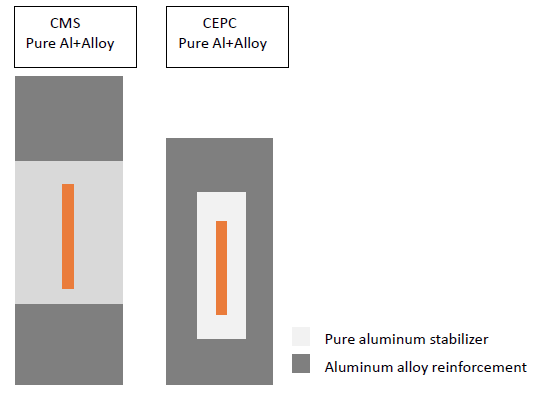 CMS
Pure Al+Alloy
CEPC
Pure Al+Alloy
Pure aluminum stabilizer
Aluminum alloy reinforcement